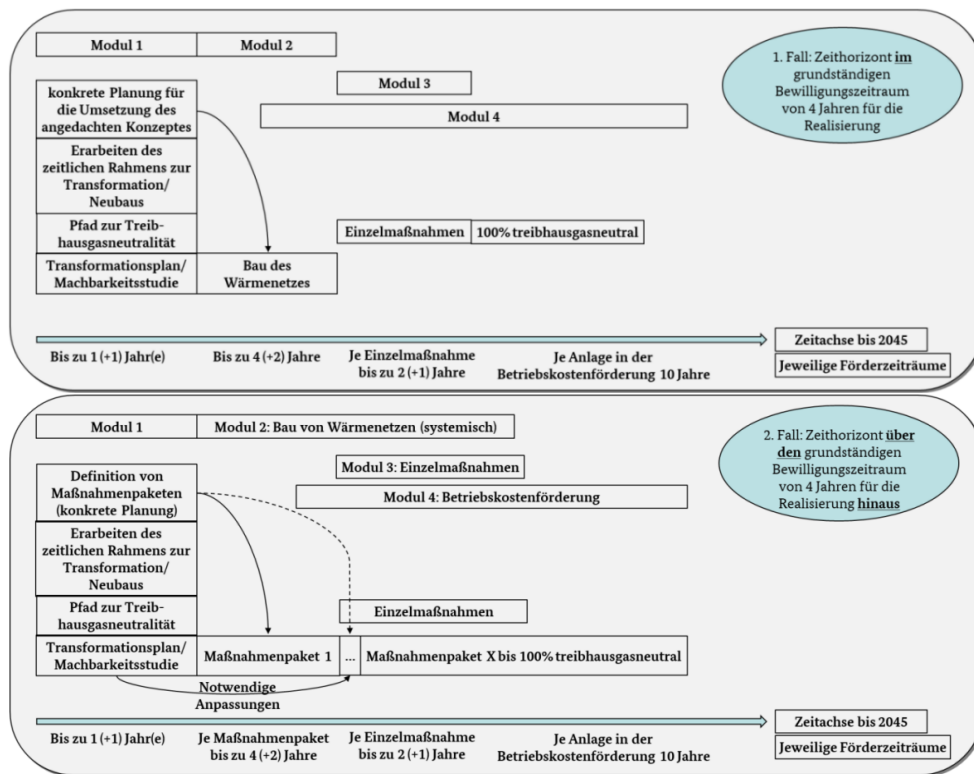 Modul 1
Modul 2
1. Fall: Zeithorizont im
grundständigen
Bewilligungszeitraum
von 4 Jahren für die
Realisierung
Modul 3
Modul 4
konkrete Planung für
die Umsetzung des
angedachten Konzeptes
Erarbeiten des
zeitlichen Rahmens zur
Transformation/
Neubaus
Pfad zur Treib-
hausgasneutralität
Einzelmaßnahmen
100% treibhausgasneutral
Transformationsplan/
Machbarkeitsstudie
Bau des
Wärmenetzes
Zeitachse bis 2045
Bis zu 1 (+1) Jahr(e)
Bis zu 4 (+2) Jahre
Je Einzelmaßnahme
bis zu 2 (+1) Jahre
Je Anlage in der
Betriebskostenförderung 10 Jahre
Jeweilige Förderzeiträume
Modul 1
Modul 2: Bau von Wärmenetzen (systemisch)
2. Fall: Zeithorizont über
den grundständigen
Bewilligungszeitraum
von 4 Jahren für die
Realisierung hinaus
Modul 3: Einzelmaßnahmen
Modul 4: Betriebskostenförderung
Definition von
Maßnahmenpaketen
(konkrete Planung)
Erarbeiten des
zeitlichen Rahmens zur
Transformation/
Neubaus
Pfad zur Treib-
hausgasneutralität
Einzelmaßnahmen
Transformationsplan/
Machbarkeitsstudie
Maßnahmenpaket 1
...
Maßnahmenpaket X bis 100% treibhausgasneutral
Notwendige
Anpassungen
Zeitachse bis 2045
Bis zu 1 (+1) Jahr(e)
Je Maßnahmenpaket
bis zu 4 (+2) Jahre
Je Einzelmaßnahme
bis zu 2 (+1) Jahre
Je Anlage in der
Betriebskostenförderung 10 Jahre
Jeweilige Förderzeiträume